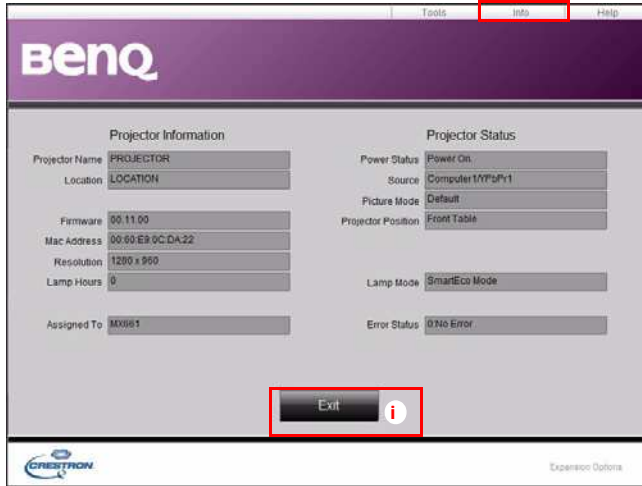 Tools Info Help
BenQ
Projector Information
Projector Name PROJECTOR
Location LOCATION
Firmware 00.11.00
Mac Address 00:60:E9:0C:DA:22
Resolution 1280 x 960
Lamp Hours 0
Assigned To MX661
Projector Status
Power Status Power On.
Source Computer1/YPbPr1
Picture Mode Default
Projector Position Front Table
Lamp Mode SmartEco Mode
Error Status 0:No Error
Exit i
CRESTRON
Expansion Options